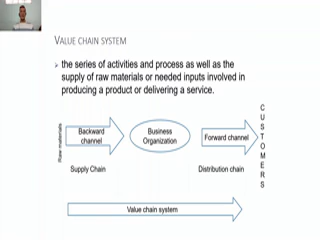 VALUE CHAIN SYSTEM
➢ the series of activities and process as well as the
supply of raw materials or needed inputs involved in
producing a product or delivering a service.
Raw materials
Backward
channel
Business
Organization
Forward channel
CUSTOMERS
Supply Chain
Distribution chain
Value chain system